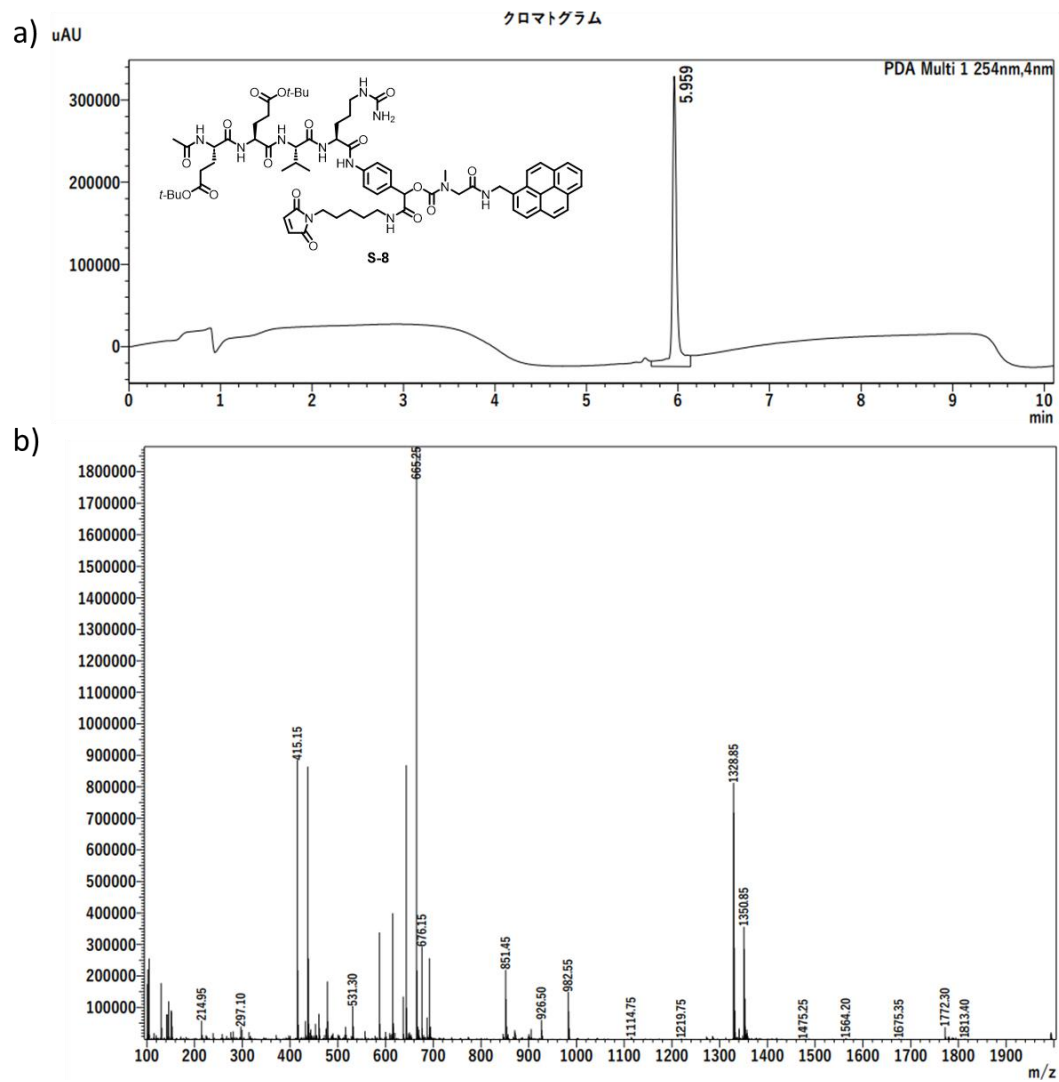 クロマトグラム
a)
uAU
PDA Multi 1 254nm,4nm
300000
200000
100000
0
5.959
Ot-Bu
O
H
N
O
NH2
H
N
O
O
H
N
O
H
N
O
N
H
O
N
H
O
NH
t-BuO
O
O
N
O
N
H
O
O
O
N
O
N
H
S-8
0 1 2 3 4 5 6 7 8 9 10
min
b)
1800000
1700000
1600000
1500000
1400000
1300000
1200000
1100000
1000000
900000
800000
700000
600000
500000
400000
300000
200000
100000
665.25
415.15
1328.85
1350.85
676.15
851.45
982.55
531.30
926.50
214.95
297.10
1114.75
1219.75
1475.25
1564.20
1675.35
1772.30
1813.40
100 200 300 400 500 600 700 800 900 1000 1100 1200 1300 1400 1500 1600 1700 1800 1900
m/z